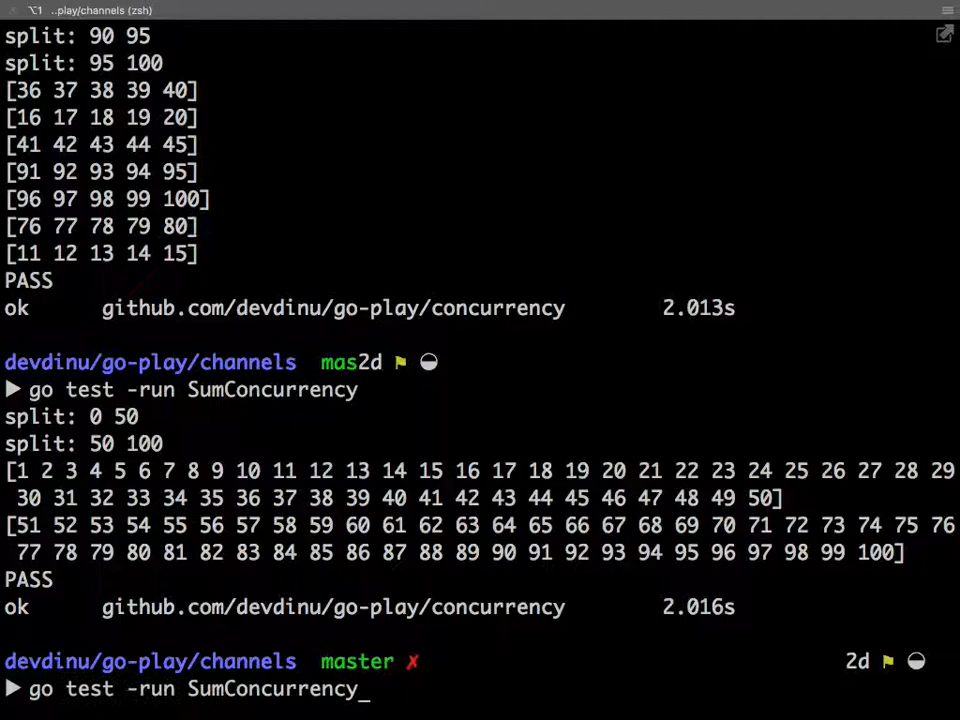 ⌥1 ..play/channels (zsh)
split: 90 95
split: 95 100
[36 37 38 39 40]
[16 17 18 19 20]
[41 42 43 44 45]
[91 92 93 94 95]
[96 97 98 99 100]
[76 77 78 79 80]
[11 12 13 14 15]
PASS
ok github.com/devdinu/go-play/concurrency 2.013s
devdinu/go-play/channels mas2d ⚑ ◒
▶ go test -run SumConcurrency
split: 0 50
split: 50 100
[1 2 3 4 5 6 7 8 9 10 11 12 13 14 15 16 17 18 19 20 21 22 23 24 25 26 27 28 29
30 31 32 33 34 35 36 37 38 39 40 41 42 43 44 45 46 47 48 49 50]
[51 52 53 54 55 56 57 58 59 60 61 62 63 64 65 66 67 68 69 70 71 72 73 74 75 76
77 78 79 80 81 82 83 84 85 86 87 88 89 90 91 92 93 94 95 96 97 98 99 100]
PASS
ok github.com/devdinu/go-play/concurrency 2.016s
devdinu/go-play/channels master ✗ 2d ⚑ ◒
▶ go test -run SumConcurrency_